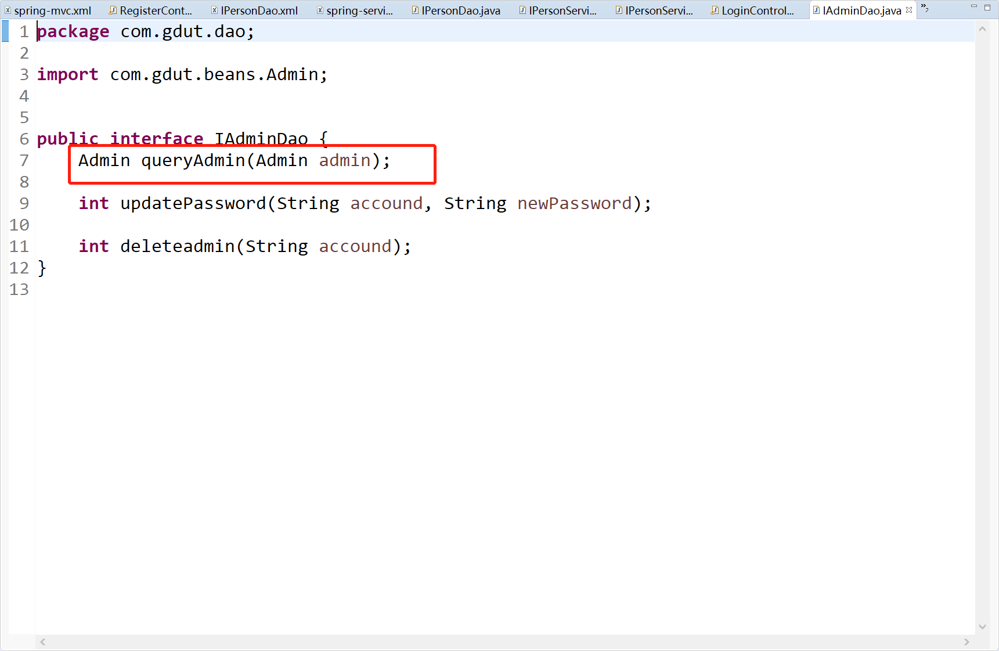 spring-mvc.xml RegisterCont... IPersonDao.xml spring-servi... IPersonDao.java IPersonServi... IPersonServi... LoginControl... IAdminDao.java »2
1 package com.gdut.dao;
2
3 import com.gdut.beans.Admin;
4
5
6 public interface IAdminDao {
7 Admin queryAdmin(Admin admin);
8
9 int updatePassword(String accound, String newPassword);
10
11 int deleteadmin(String accound);
12 }
13